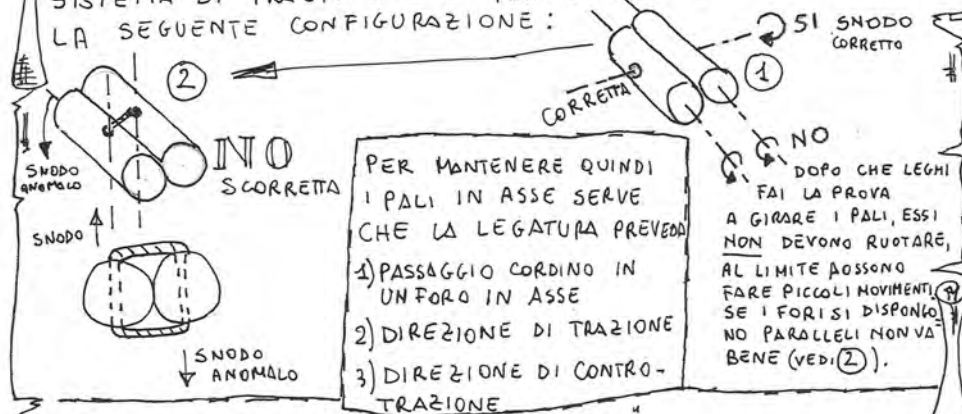 LA SEGUENTE CONFIGURAZIONE:
2
SNODO
ANOMALO
NO
SCORRETTA
SNODO
SNODO
ANOMALO
SI SNODO
CORRETTO
1
CORRETTA
NO
PER MANTENERE QUINDI
I PALI IN ASSE SERVE
CHE LA LEGATURA PREVEDA
1) PASSAGGIO CORDINO IN
UN FORO IN ASSE
2) DIREZIONE DI TRAZIONE
3) DIREZIONE DI CONTRO-
TRAZIONE
DOPO CHE LEGHI
FAI LA PROVA
A GIRARE I PALI, ESSI
NON DEVONO RUOTARE,
AL LIMITE POSSONO
FARE PICCOLI MOVIMENTI.
SE I FORI SI DISPONGO
NO PARALLELI NON VA
BENE (VEDI 2).